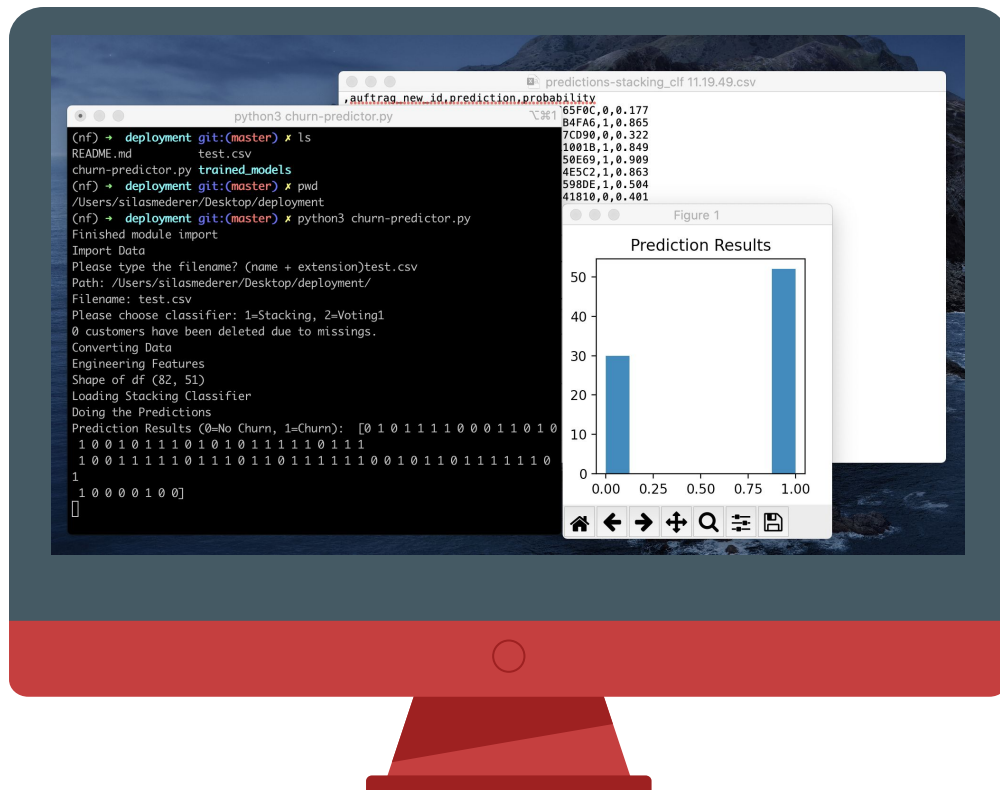 predictions-stacking_clf 11.19.49.csv
,auftrag_new_id,prediction,probability
65F0C,0,0.177
B4FA6,1,0.865
7CD90,0,0.322
1001B,1,0.849
50E69,1,0.909
4E5C2,1,0.863
598DE,1,0.504
41810,0,0.401
python3 churn-predictor.py ⌥⌘1
(nf) ➜ deployment git:(master) ✗ ls
README.md test.csv
churn-predictor.py trained_models
(nf) ➜ deployment git:(master) ✗ pwd
/Users/silasmederer/Desktop/deployment
(nf) ➜ deployment git:(master) ✗ python3 churn-predictor.py
Finished module import
Import Data
Please type the filename? (name + extension)test.csv
Path: /Users/silasmederer/Desktop/deployment/
Filename: test.csv
Please choose classifier: 1=Stacking, 2=Voting1
0 customers have been deleted due to missings.
Converting Data
Engineering Features
Shape of df (82, 51)
Loading Stacking Classifier
Doing the Predictions
Prediction Results (0=No Churn, 1=Churn): [0 1 0 1 1 1 1 0 0 0 1 1 0 1 0
1 0 0 1 0 1 1 1 0 1 0 1 0 1 1 1 1 1 0 1 1 1
1 0 0 1 1 1 1 1 0 1 1 1 0 1 1 0 1 1 1 1 1 1 0 0 1 0 1 1 0 1 1 1 1 1 1 0
1
1 0 0 0 0 1 0 0]
Figure 1
Prediction Results
50
40
30
20
10
0
0.00 0.25 0.50 0.75 1.00